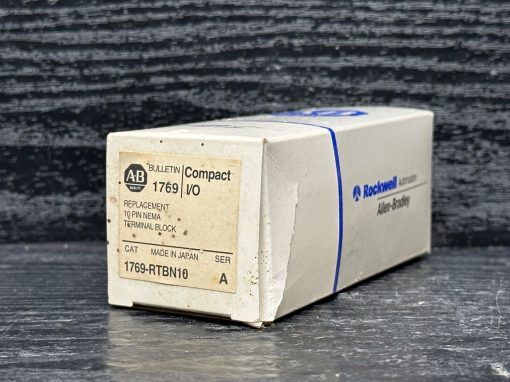 A-B
QUALITY
BULLETIN
1769
Compact
I/O
REPLACEMENT
10 PIN NEMA
TERMINAL BLOCK
CAT
MADE IN JAPAN
SER
1769-RTBN10
A
Rockwell Automation
Allen-Bradley